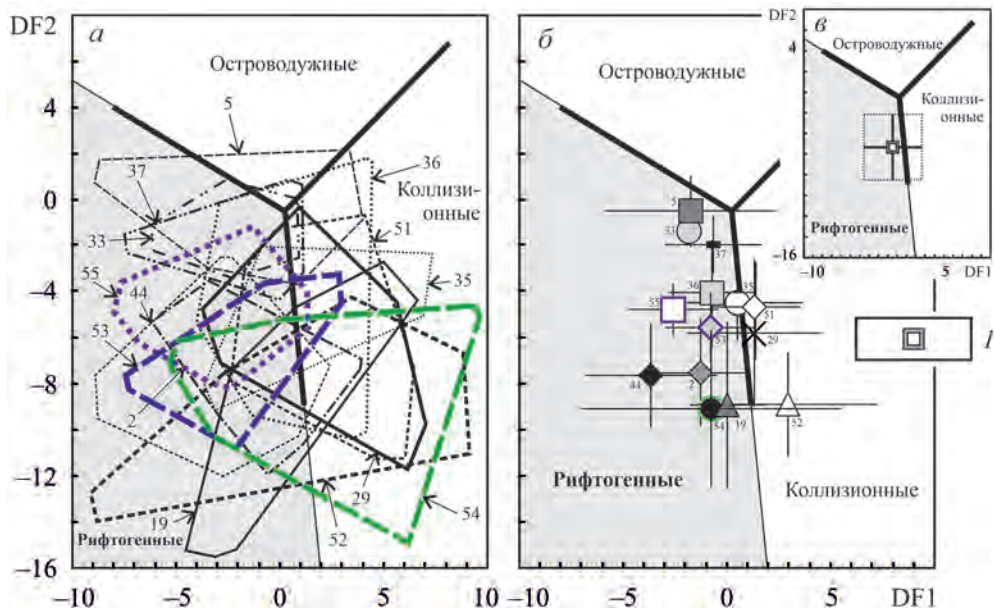 DF2
а
Островодужные
5
4
37
36
Коллизи-
онные
33
51
0
55
44
35
53
−4
−8
2
−12
19
29
54
52
Рифтогенные
−16
−10
−5
0
5
10
б
Островодужные
5
33
37
36
35
55
51
53
29
44
2
54
19
52
Рифтогенные
Коллизионные
−10
−5
0
5
DF1
DF2
в
4
Островодужные
Коллизи-
онные
Рифтогенные
−16
−10
5
DF1
1